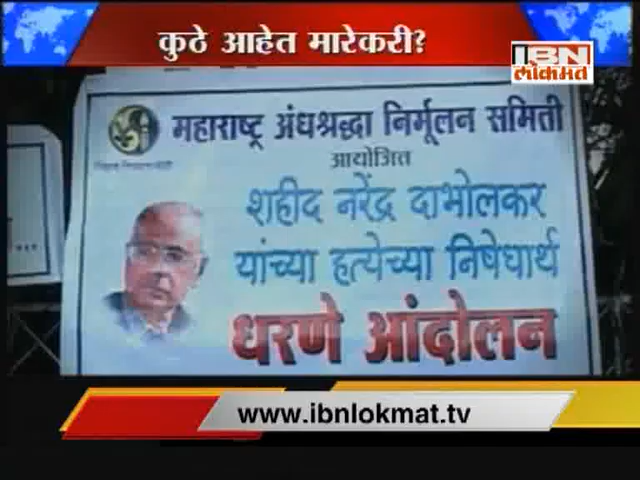 कुठे आहेत मारेकरी?
IBN
लोकमत
महाराष्ट्र अंधश्रद्धा निर्मूलन समिती
आयोजित
शहीद नरेंद्र दाभोलकर
यांच्या हत्येच्या निषेधार्थ
धरणे आंदोलन
www.ibnlokmat.tv